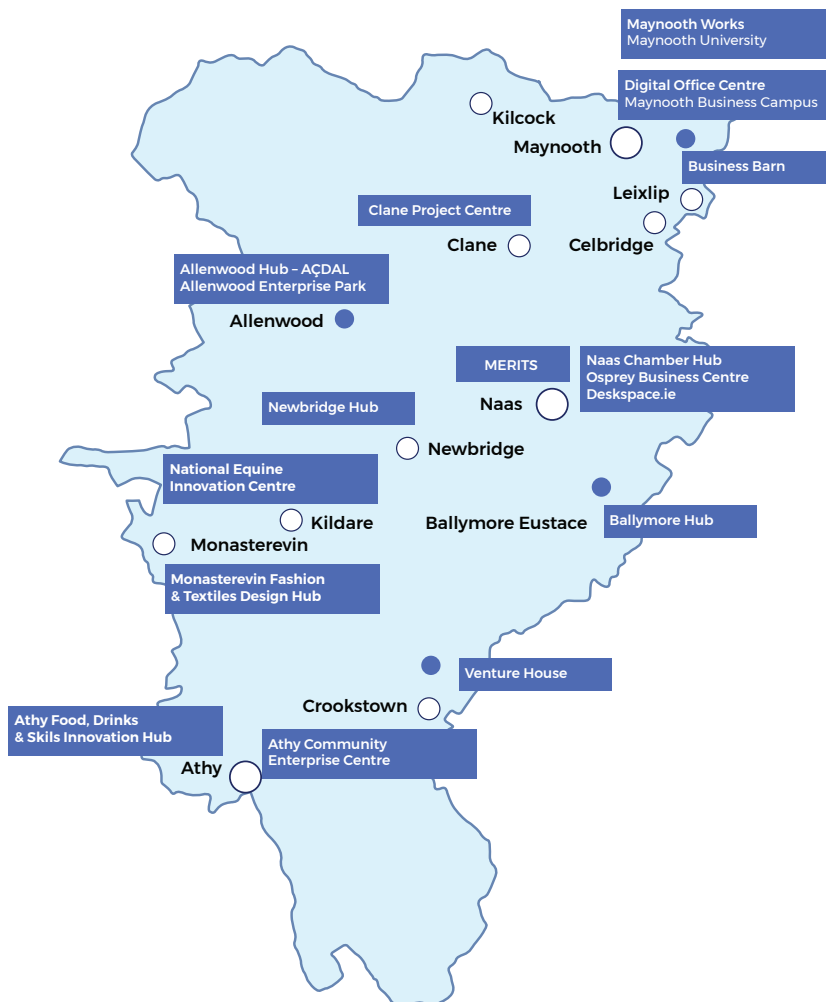 Maynooth Works
Maynooth University
Digital Office Centre
Maynooth Business Campus
Kilcock
Maynooth
Business Barn
Leixlip
Clane Project Centre
Clane
Celbridge
Allenwood Hub – AÇDAL
Allenwood Enterprise Park
Allenwood
MERITS
Naas Chamber Hub
Osprey Business Centre
Deskspace.ie
Naas
Newbridge Hub
Newbridge
National Equine
Innovation Centre
Kildare
Ballymore Eustace
Ballymore Hub
Monasterevin
Monasterevin Fashion
& Textiles Design Hub
Venture House
Crookstown
Athy Food, Drinks
& Skils Innovation Hub
Athy Community
Enterprise Centre
Athy